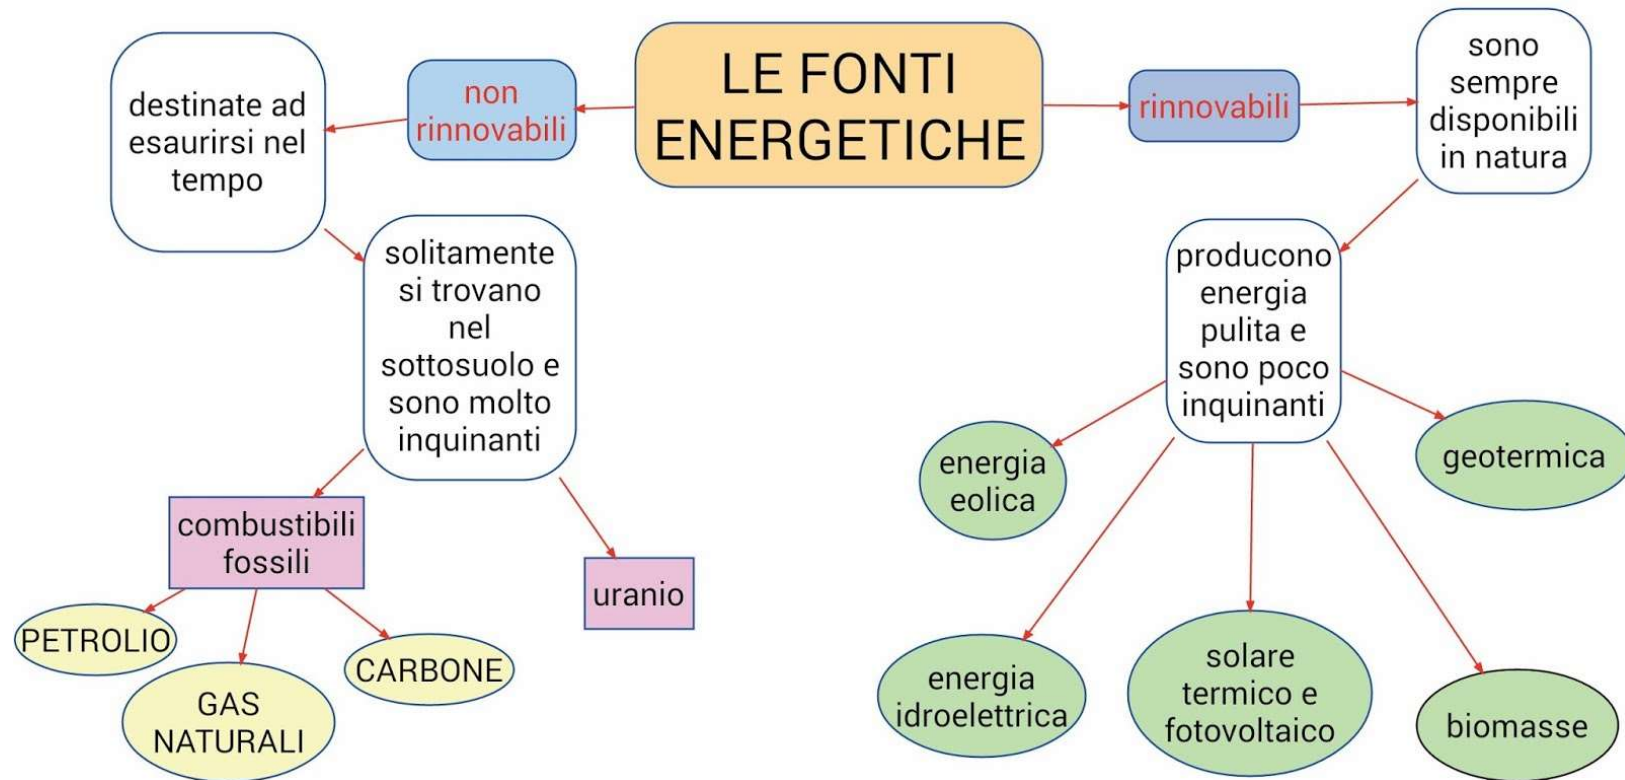 LE FONTI
ENERGETICHE
non
rinnovabili
destinate ad
esaurirsi nel
tempo
solitamente
si trovano
nel
sottosuolo e
sono molto
inquinanti
combustibili
fossili
PETROLIO
GAS
NATURALI
CARBONE
uranio
rinnovabili
sono
sempre
disponibili
in natura
producono
energia
pulita e
sono poco
inquinanti
energia
eolica
energia
idroelettrica
solare
termico e
fotovoltaico
biomasse
geotermica